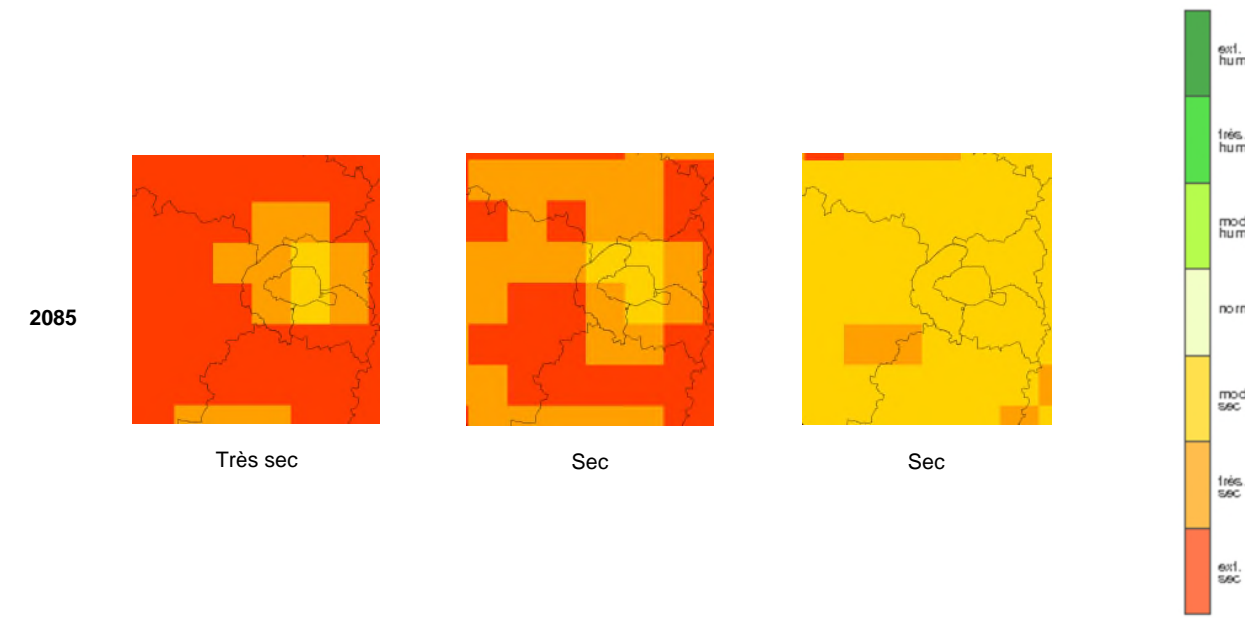 2085
Très sec
Sec
Sec
ext.
hum
très.
hum
mod
hum
norm
mod
sec
très.
sec
ext.
sec